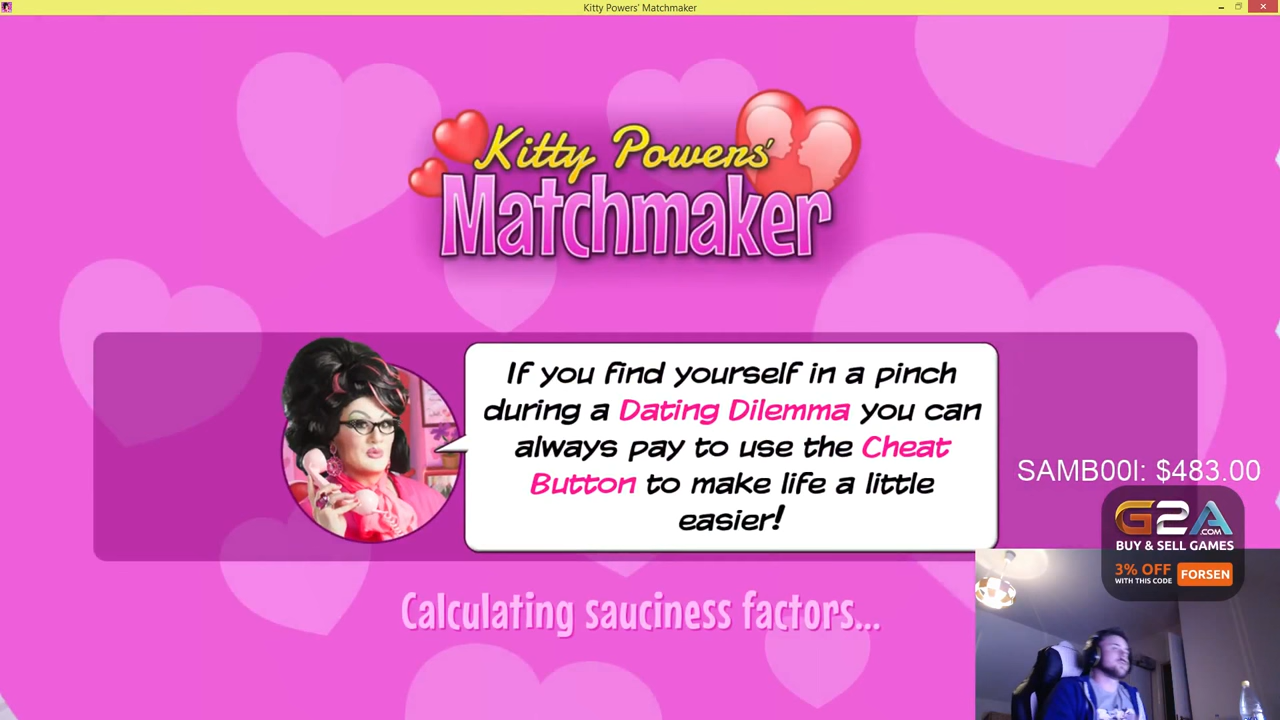 Kitty Powers' Matchmaker
Kitty Powers'
Matchmaker
If you find yourself in a pinch
during a Dating Dilemma you can
always pay to use the Cheat
Button to make life a little
easier!
SAMB00I: $483.00
G2A
.COM
BUY & SELL GAMES
3% OFF
WITH THIS CODE
FORSEN
Calculating sauciness factors...